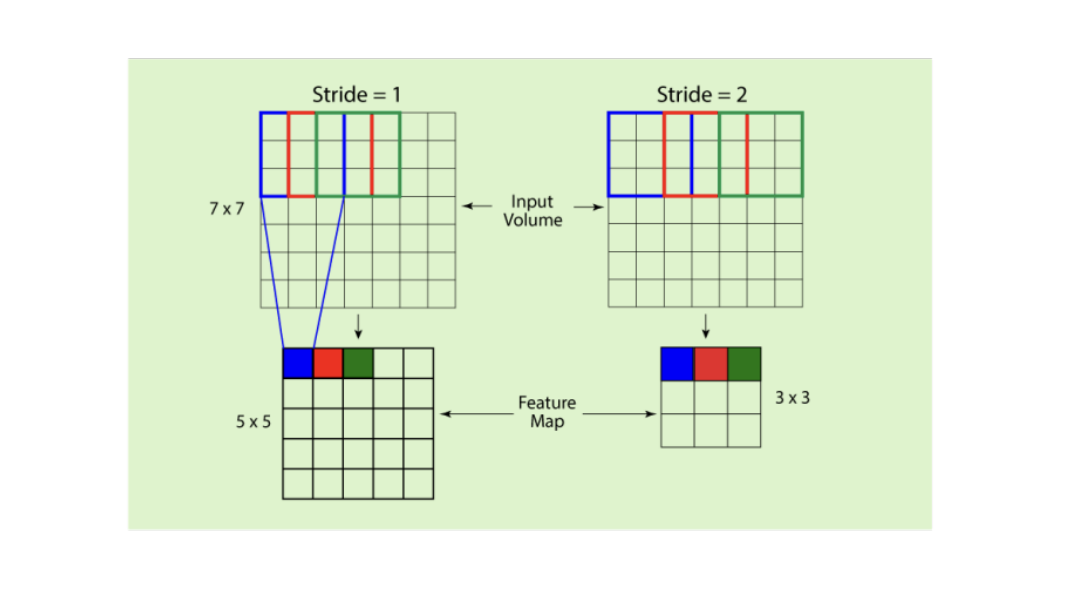 Stride = 1
Stride = 2
7 x 7
Input
Volume
5 x 5
Feature
Map
3 x 3